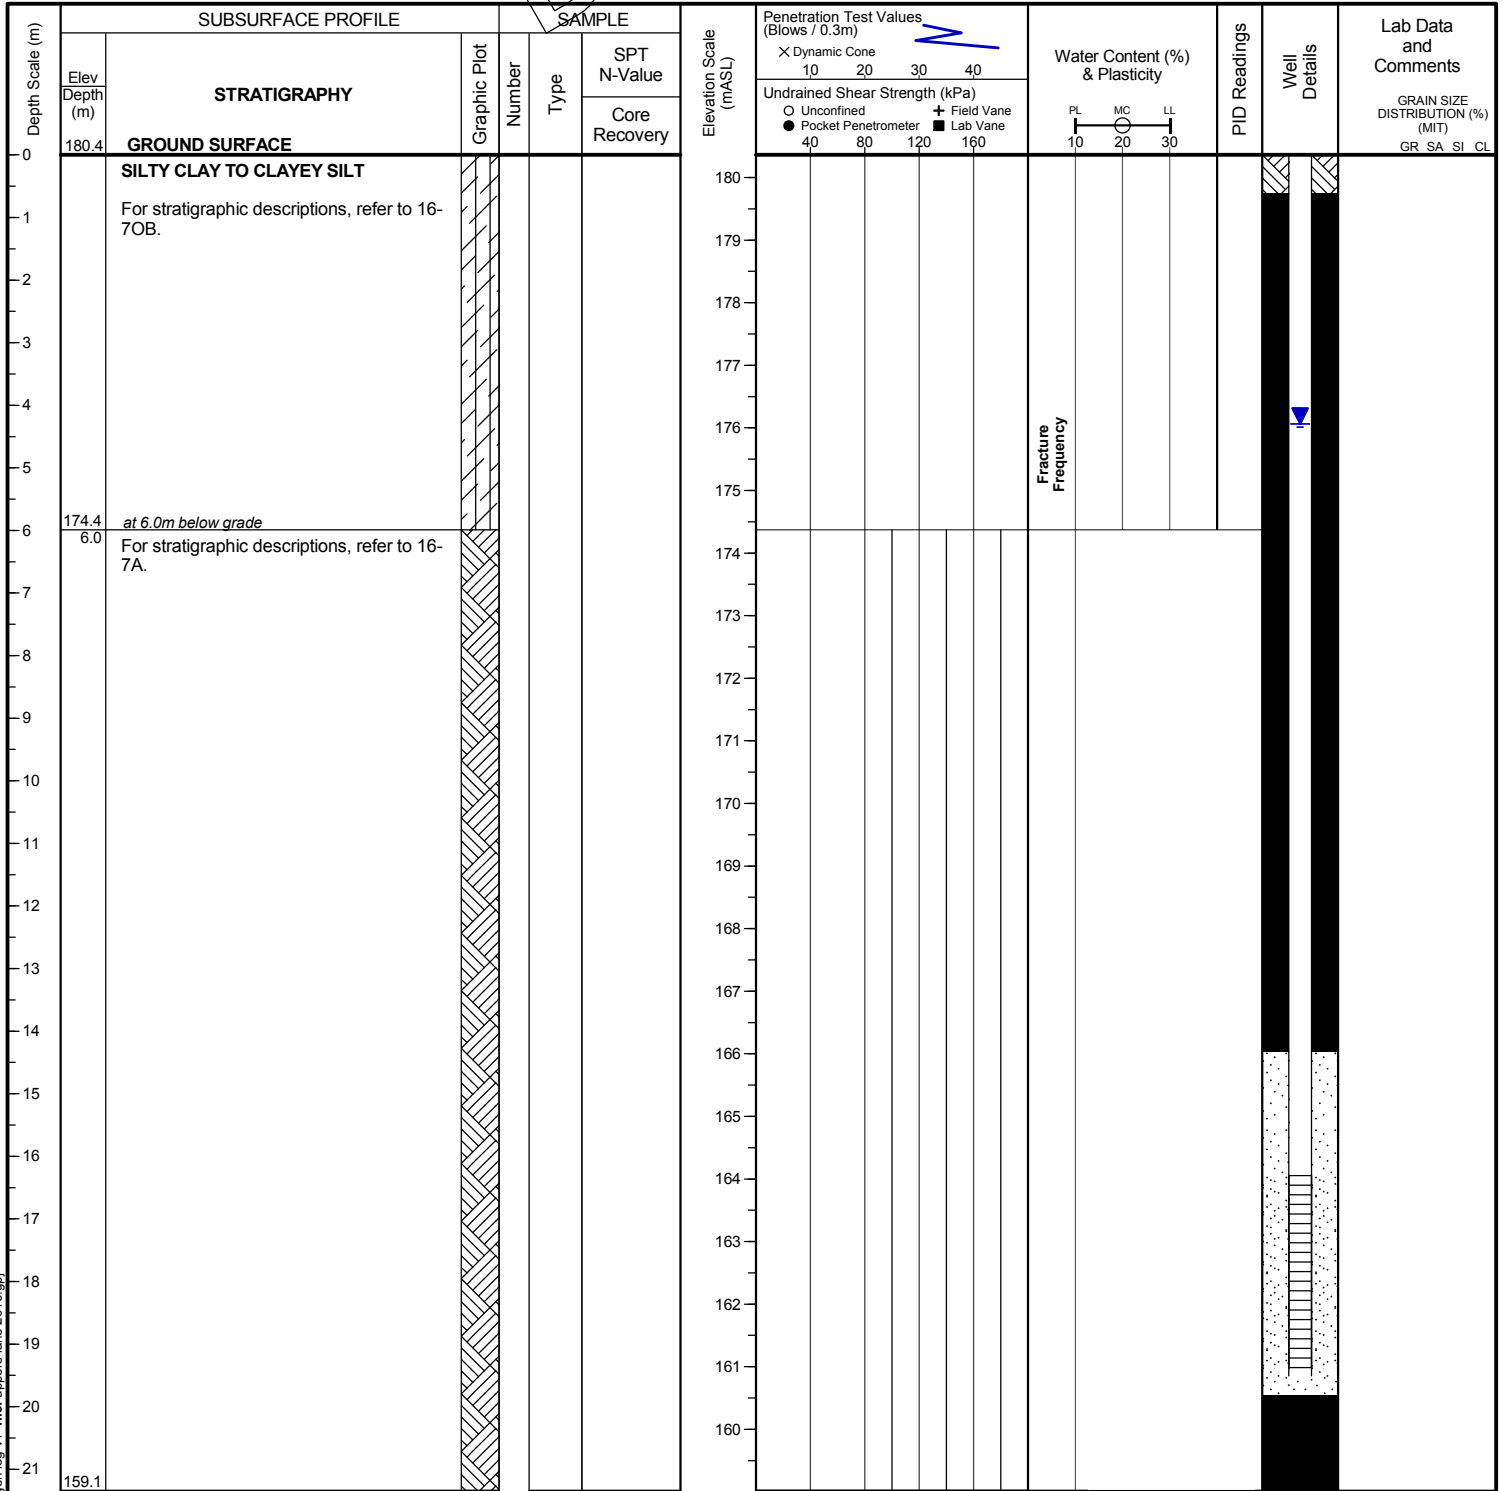 SUBSURFACE PROFILE
SAMPLE
Depth Scale (m)
Elev
Depth
(m)
STRATIGRAPHY
Graphic Plot
Number
Type
SPT
N-Value
Core
Recovery
Elevation Scale
(mASL)
Penetration Test Values
(Blows / 0.3m)
Dynamic Cone
10 20 30 40
Undrained Shear Strength (kPa)
Unconfined
Field Vane
Pocket Penetrometer
Lab Vane
40 80 120 160
Water Content (%)
& Plasticity
PL MC LL
10 20 30
PID Readings
Well
Details
Lab Data
and
Comments
GRAIN SIZE
DISTRIBUTION (%)
(MIT)
GR SA SI CL
180.4 GROUND SURFACE
SILTY CLAY TO CLAYEY SILT
For stratigraphic descriptions, refer to 16-
7OB.
174.4 at 6.0m below grade
6.0
For stratigraphic descriptions, refer to 16-
7A.
159.1
0
1
2
3
4
5
6
7
8
9
10
11
12
13
14
15
16
17
18
19
20
21
180
179
178
177
176
175
174
173
172
171
170
169
168
167
166
165
164
163
162
161
160
Fracture
Frequency